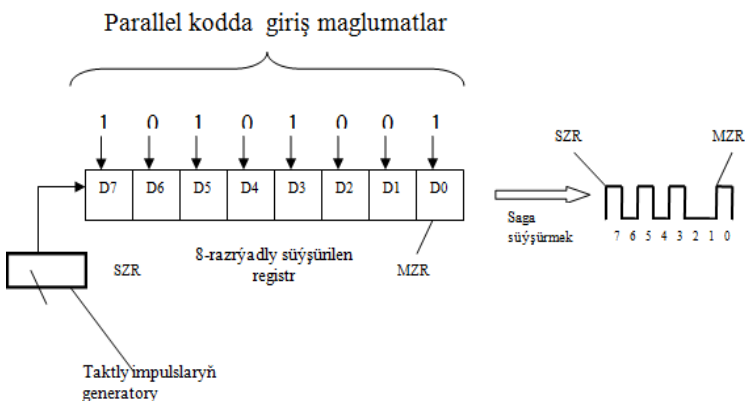 Parallel kodda giriş maglumatlar
1 0 1 0 1 0 0 1
D7 D6 D5 D4 D3 D2 D1 D0
SZR
MZR
Saga
süýşürmek
7 6 5 4 3 2 1 0
SZR
8-razrýadly süýşürilen
registr
MZR
Taktly impulslaryň
generatory